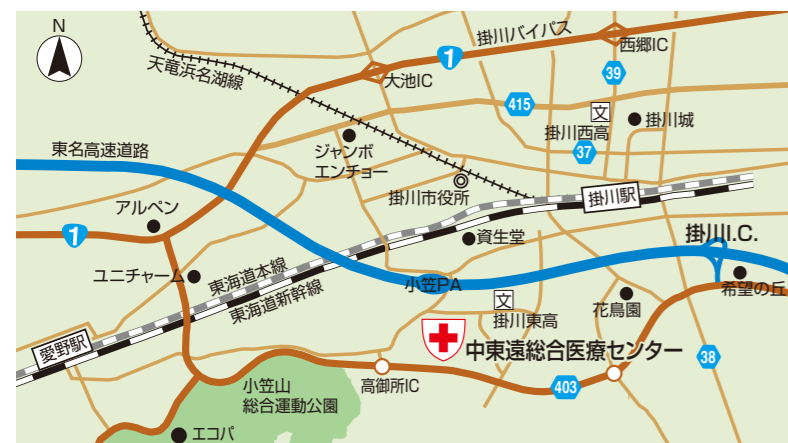 N
掛川バイパス
西郷IC
1
天竜浜名湖線
大池IC
39
415
文
掛川西高
掛川城
37
東名高速道路
ジャンボ
エンチョー
掛川市役所
掛川駅
アルペン
1
資生堂
掛川I.C.
ユニチャーム
東海道本線
東海道新幹線
小笠PA
希望の丘
文
掛川東高
花鳥園
愛野駅
中東遠総合医療センター
38
小笠山
総合運動公園
高御所IC
403
エコパ